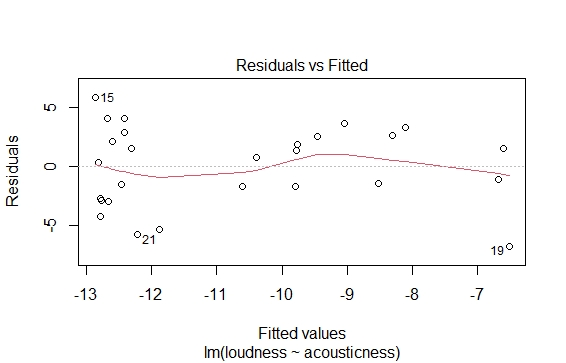 Residuals vs Fitted
Residuals
5
0
-5
15
21
19
-13 -12 -11 -10 -9 -8 -7
Fitted values
lm(loudness ~ acousticness)